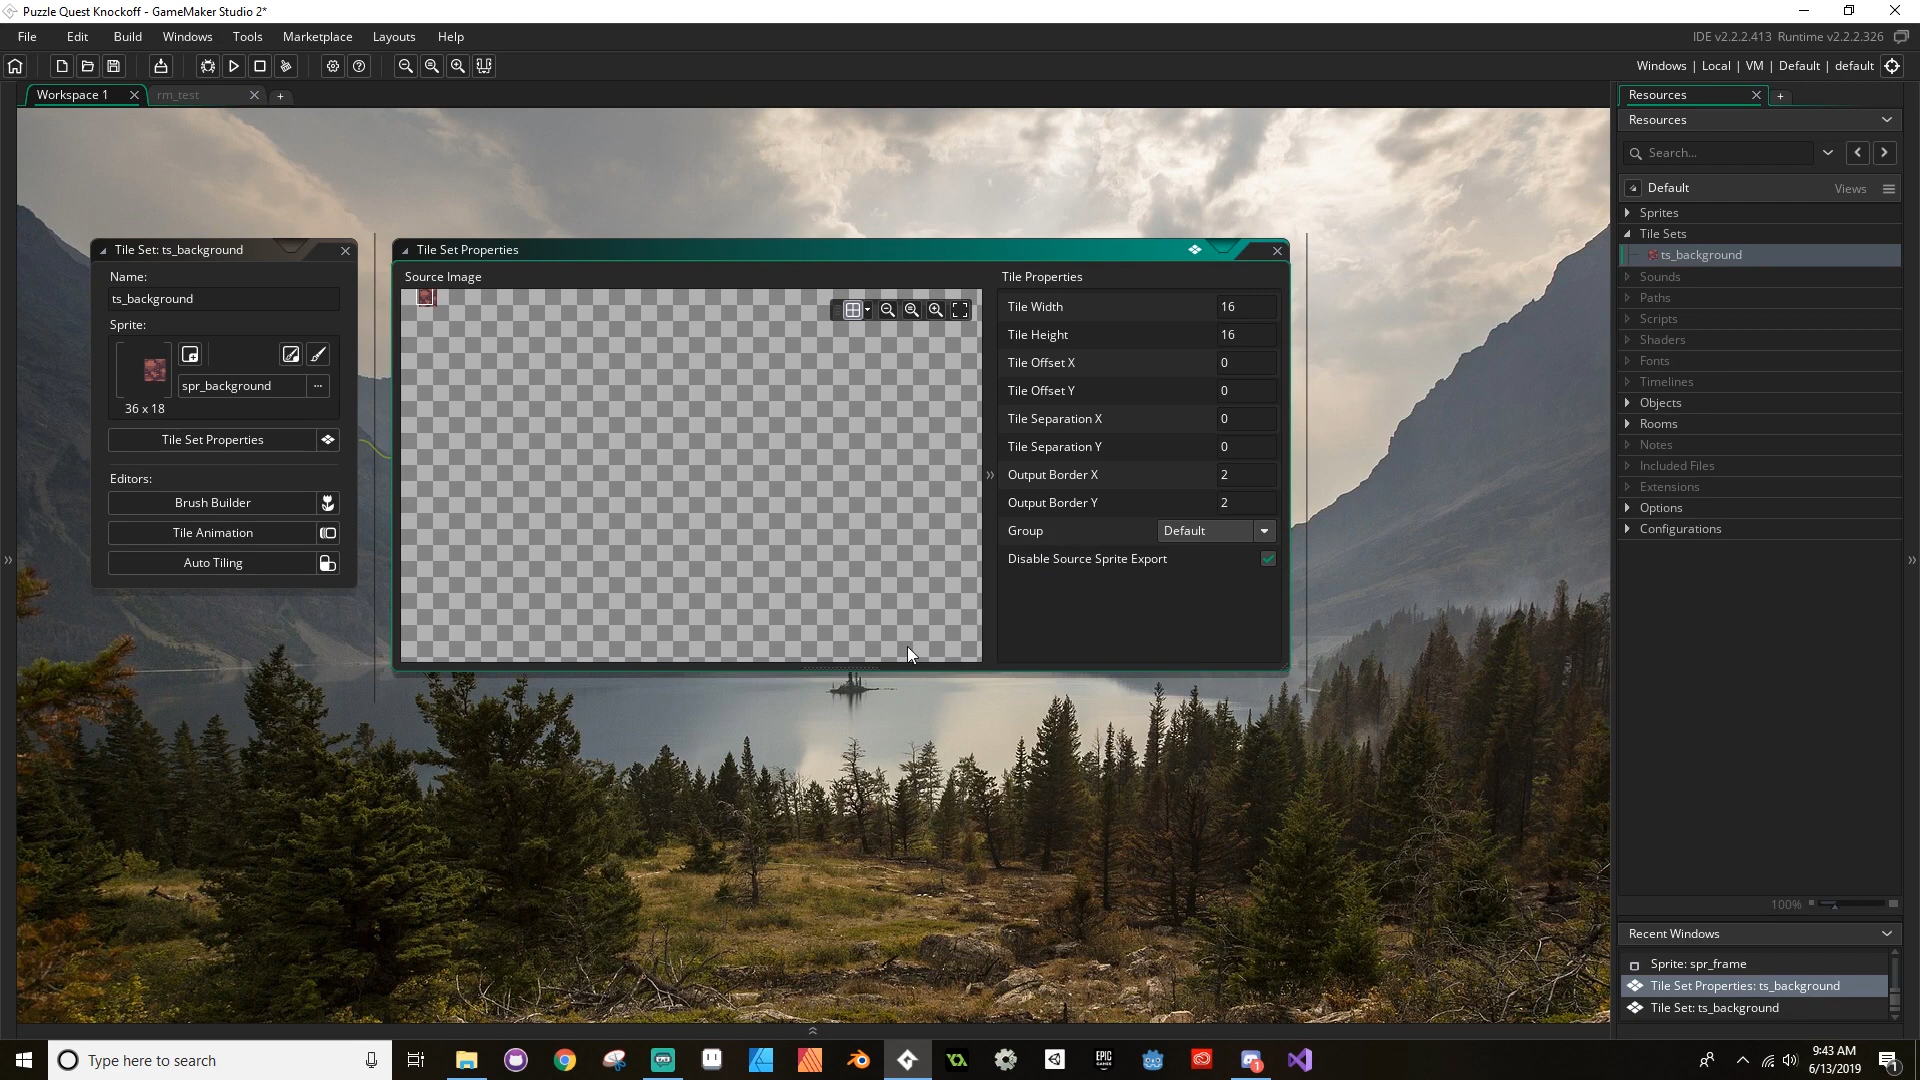 Puzzle Quest Knockoff - GameMaker Studio 2*
File Edit Build Windows Tools Marketplace Layouts Help
IDE v2.2.2.413 Runtime v2.2.2.326
Windows | Local | VM | Default | default
Workspace 1
rm_test
Tile Set: ts_background
Name:
ts_background
Sprite:
spr_background
36 x 18
Tile Set Properties
Editors:
Brush Builder
Tile Animation
Auto Tiling
Tile Set Properties
Source Image
Tile Properties
Tile Width 16
Tile Height 16
Tile Offset X 0
Tile Offset Y 0
Tile Separation X 0
Tile Separation Y 0
Output Border X 2
Output Border Y 2
Group Default
Disable Source Sprite Export
Resources
Resources
Search...
Default Views
Sprites
Tile Sets
ts_background
Sounds
Paths
Scripts
Shaders
Fonts
Timelines
Objects
Rooms
Notes
Included Files
Extensions
Options
Configurations
100%
Recent Windows
Sprite: spr_frame
Tile Set Properties: ts_background
Tile Set: ts_background
Type here to search
EPIC
GAMES
1
9:43 AM
6/13/2019
1